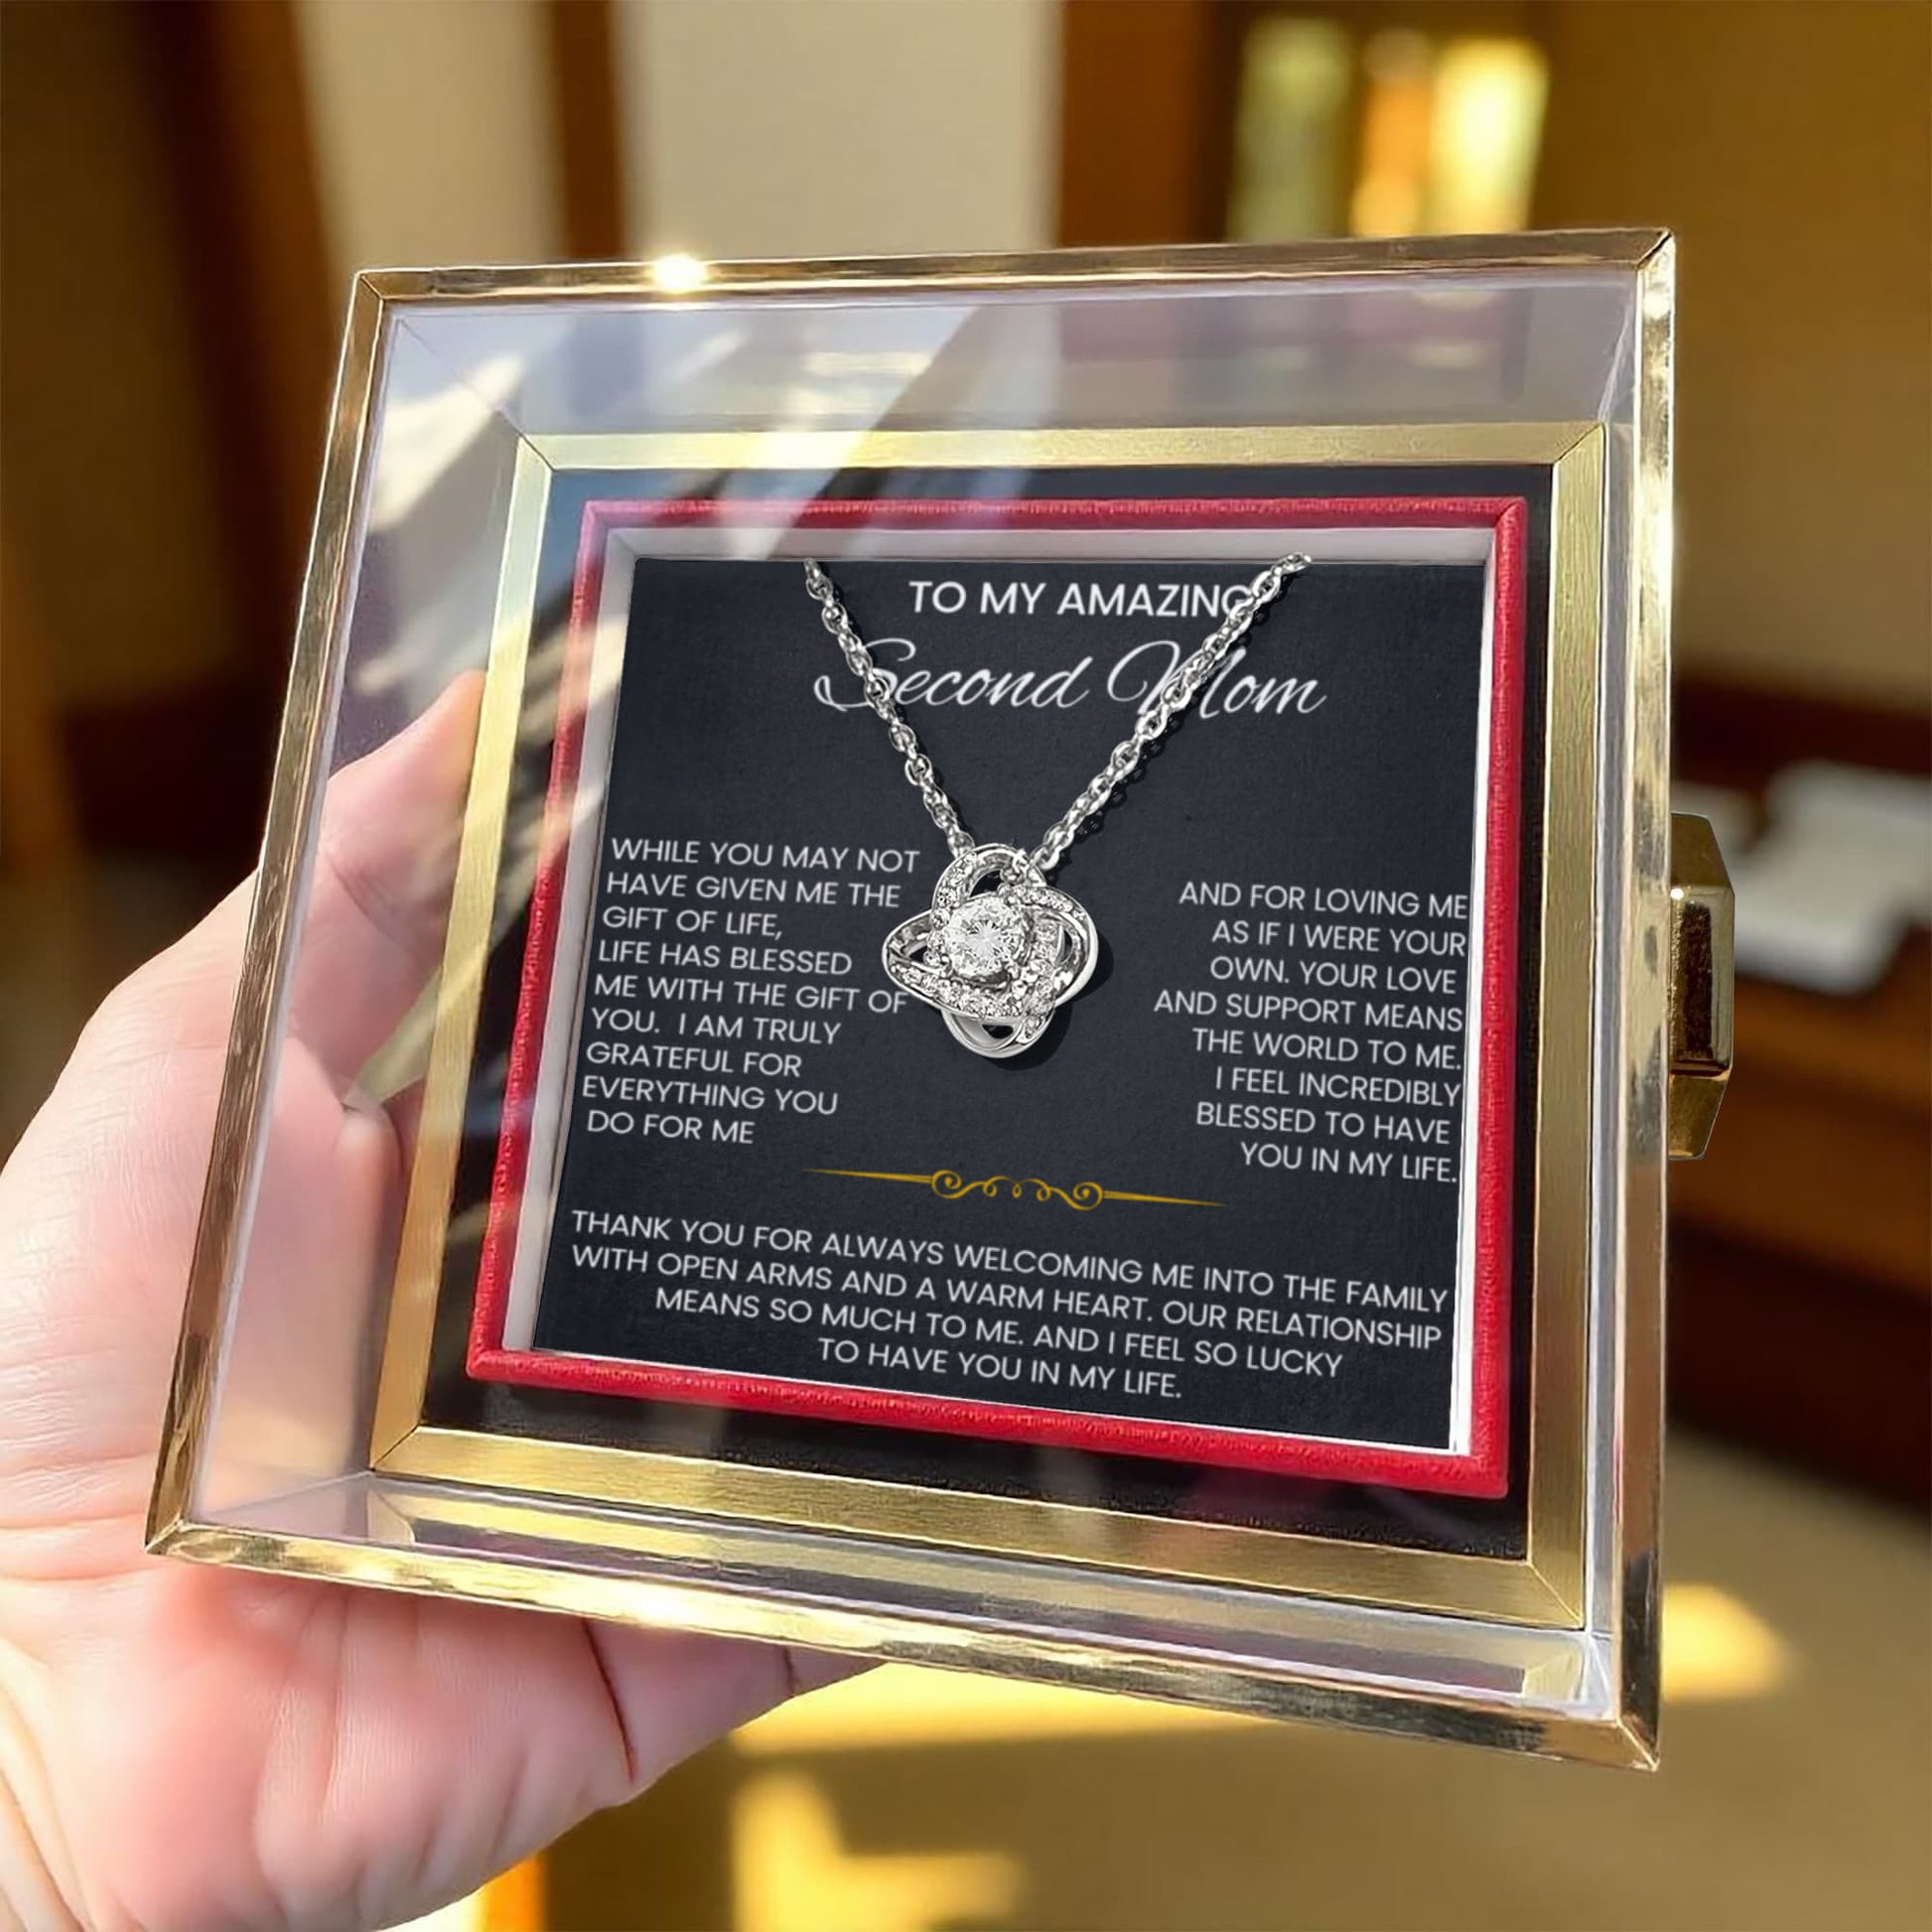 TO MY AMAZING
Second Mom
WHILE YOU MAY NOT
HAVE GIVEN ME THE
GIFT OF LIFE,
LIFE HAS BLESSED
ME WITH THE GIFT OF
YOU. I AM TRULY
GRATEFUL FOR
EVERYTHING YOU
DO FOR ME
AND FOR LOVING ME
AS IF I WERE YOUR
OWN. YOUR LOVE
AND SUPPORT MEANS
THE WORLD TO ME.
I FEEL INCREDIBLY
BLESSED TO HAVE
YOU IN MY LIFE.
THANK YOU FOR ALWAYS WELCOMING ME INTO THE FAMILY
WITH OPEN ARMS AND A WARM HEART. OUR RELATIONSHIP
MEANS SO MUCH TO ME. AND I FEEL SO LUCKY
TO HAVE YOU IN MY LIFE.